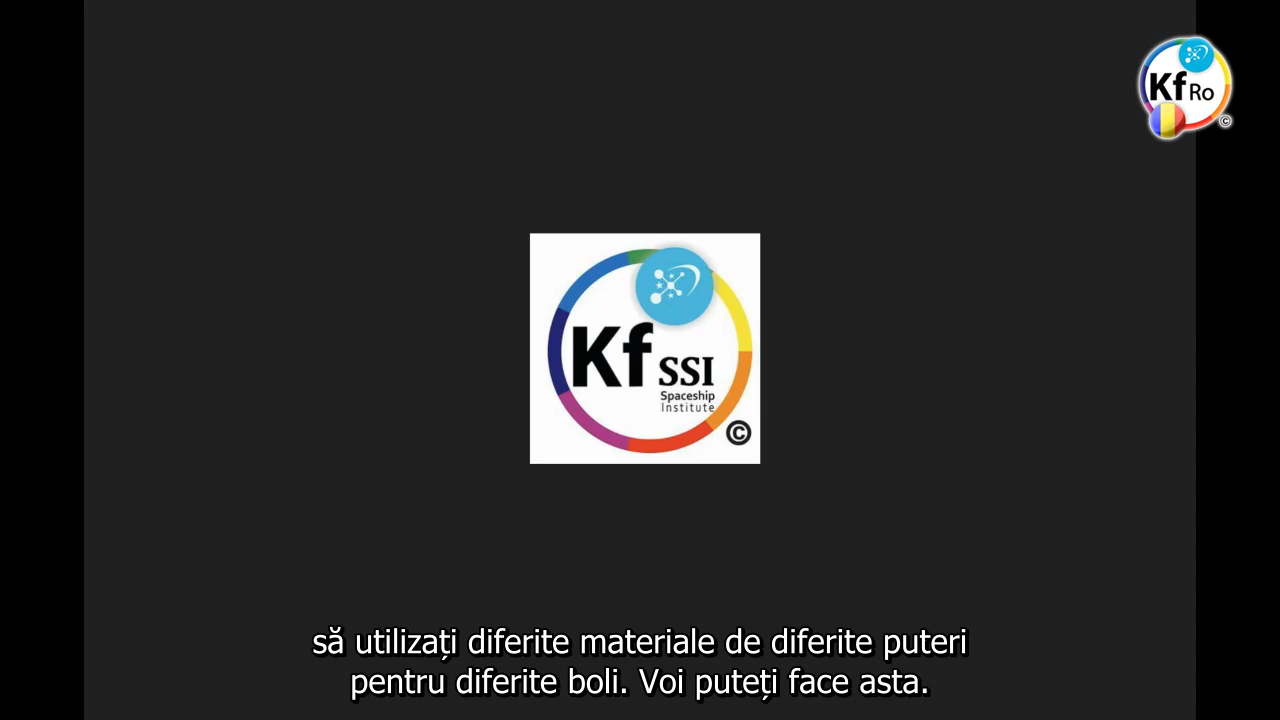 Kf Ro
©
Kf SSI
Spaceship
Institute
©
să utilizați diferite materiale de diferite puteri
pentru diferite boli. Voi puteți face asta.